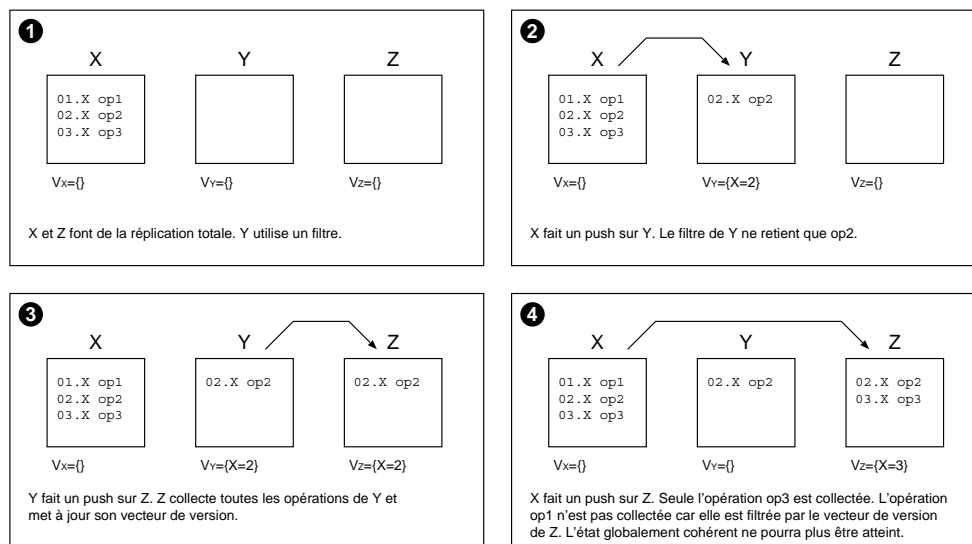 1
X Y Z
01.X op1
02.X op2
03.X op3
VX={} VY={} VZ={}
X et Z font de la réplication totale. Y utilise un filtre.
2
X Y Z
01.X op1 02.X op2
02.X op2
03.X op3
VX={} VY={X=2} VZ={}
X fait un push sur Y. Le filtre de Y ne retient que op2.
3
X Y Z
01.X op1 02.X op2 02.X op2
02.X op2
03.X op3
VX={} VY={X=2} VZ={X=2}
Y fait un push sur Z. Z collecte toutes les opérations de Y et
met à jour son vecteur de version.
4
X Y Z
01.X op1 02.X op2 02.X op2
02.X op2 03.X op3
03.X op3
VX={} VY={} VZ={X=3}
X fait un push sur Z. Seule l'opération op3 est collectée. L'opération
op1 n'est pas collectée car elle est filtrée par le vecteur de version
de Z. L'état globalement cohérent ne pourra plus être atteint.